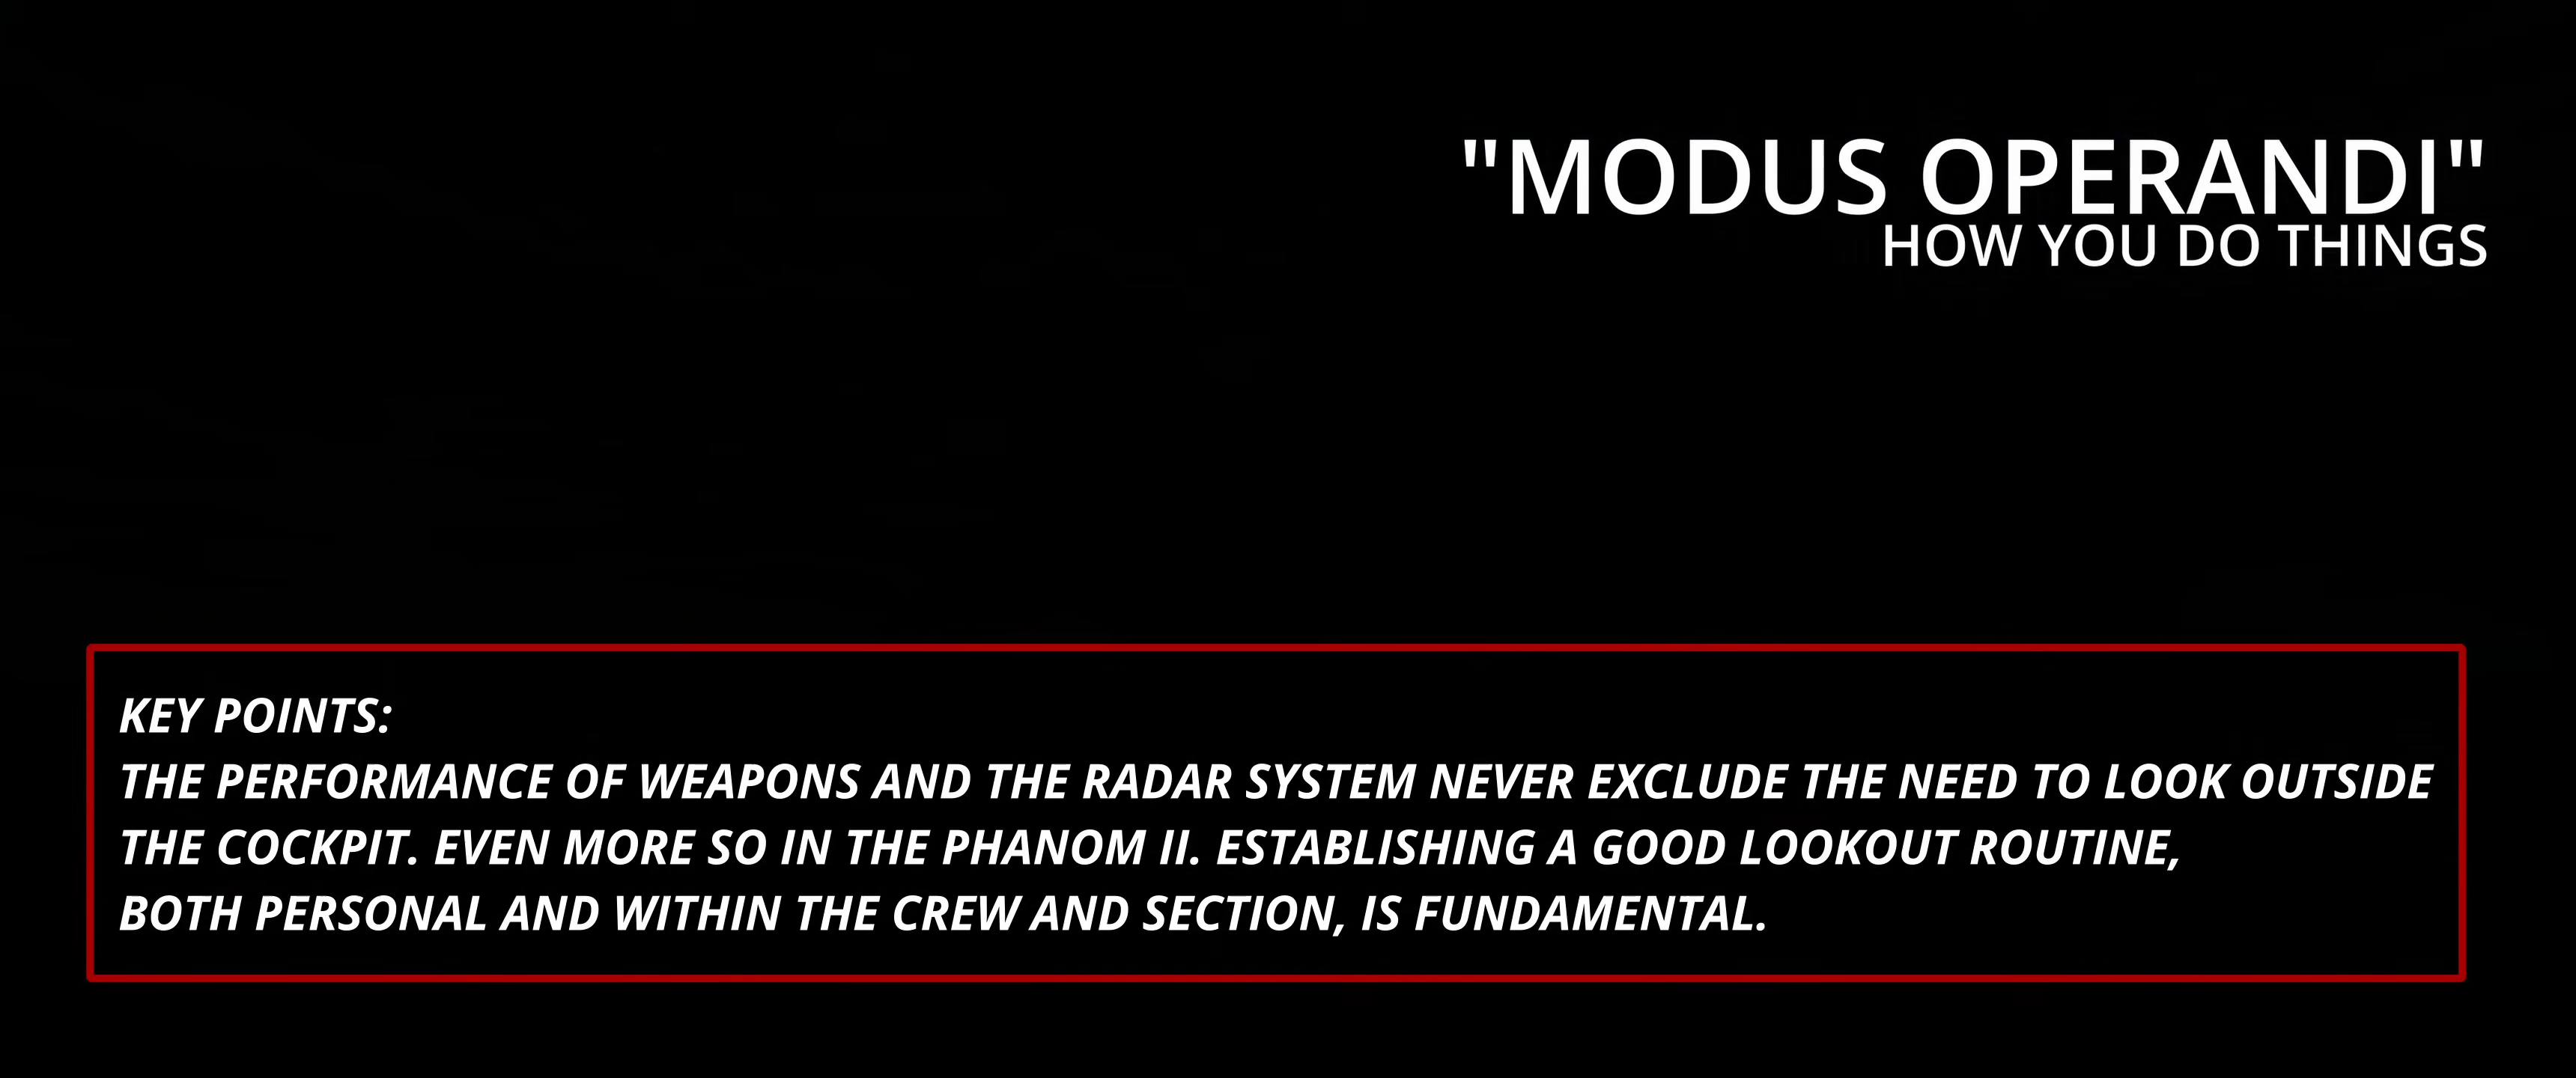 "MODUS OPERANDI"
HOW YOU DO THINGS
KEY POINTS:
THE PERFORMANCE OF WEAPONS AND THE RADAR SYSTEM NEVER EXCLUDE THE NEED TO LOOK OUTSIDE
THE COCKPIT. EVEN MORE SO IN THE PHANOM II. ESTABLISHING A GOOD LOOKOUT ROUTINE,
BOTH PERSONAL AND WITHIN THE CREW AND SECTION, IS FUNDAMENTAL.